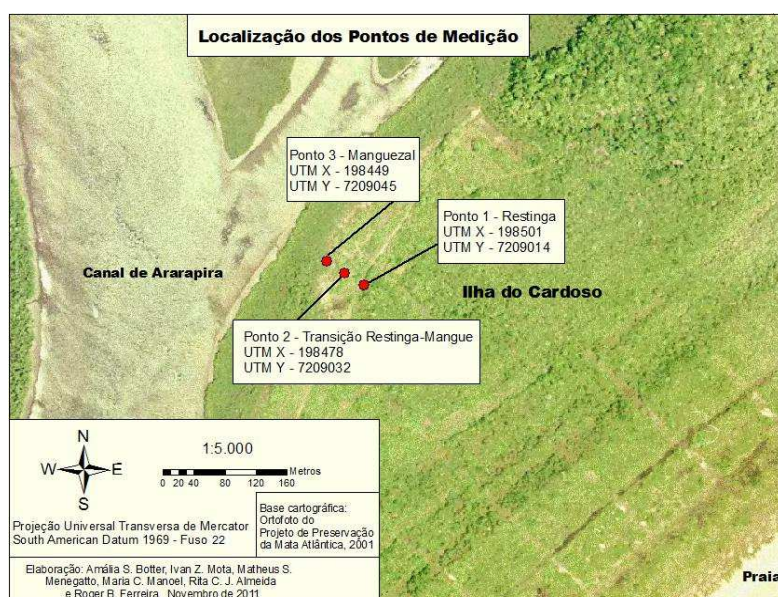 Localização dos Pontos de Medição
Ponto 3 - Manguezal
UTM X - 198449
UTM Y - 7209045
Ponto 1 - Restinga
UTM X - 198501
UTM Y - 7209014
Canal de Ararapira
Ilha do Cardoso
Ponto 2 - Transição Restinga-Mangue
UTM X - 198478
UTM Y - 7209032
N
W E
S
1:5.000
Metros
0 20 40 80 120 160
Projeção Universal Transversa de Mercator
South American Datum 1969 - Fuso 22
Base cartográfica:
Ortofoto do
Projeto de Preservação
da Mata Atlântica, 2001
Elaboração: Amália S. Botter, Ivan Z. Mota, Matheus S.
Menegatto, Maria C. Manoel, Rita C. J. Almeida
e Roger B. Ferreira, Novembro de 2011
Praia